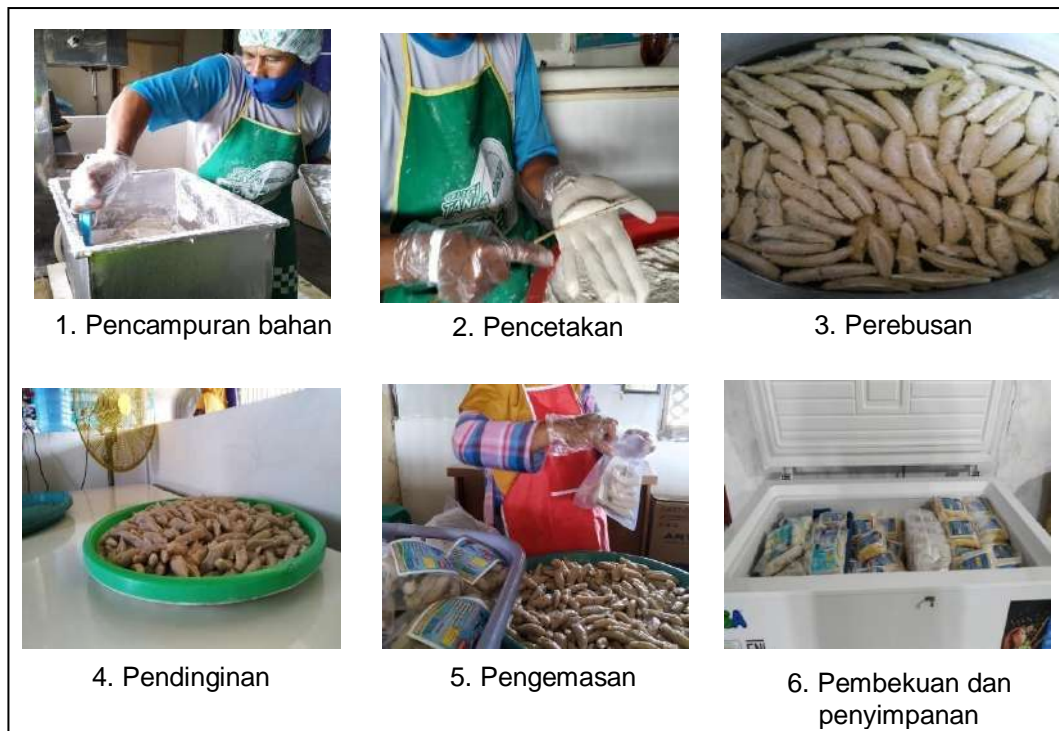 1. Pencampuran bahan
2. Pencetakan
3. Perebusan
4. Pendinginan
5. Pengemasan
6. Pembekuan dan
penyimpanan